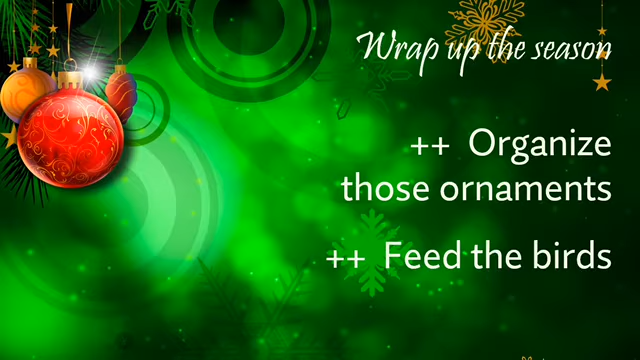 Wrap up the season
++ Organize
those ornaments
++ Feed the birds